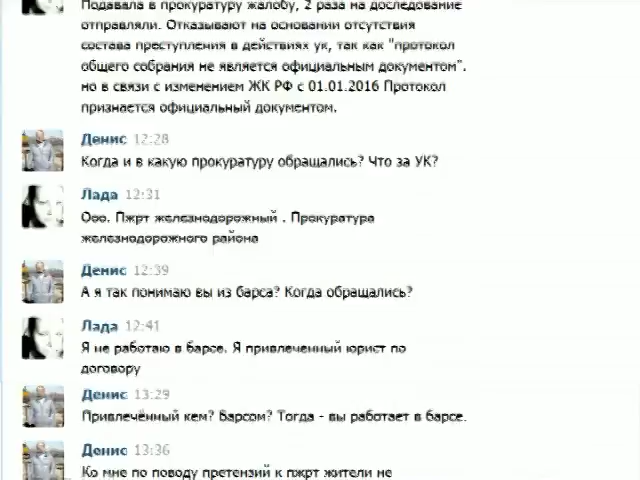 Подавала в прокуратуру жалобу, 2 раза на доследование
отправляли. Отказывают на основании отсутствия
состава преступления в действиях ук, так как "протокол
общего собрания не является официальным документом".
но в связи с изменением ЖК РФ с 01.01.2016 Протокол
признается официальный документом.
Денис 12:28
Когда и в какую прокуратуру обращались? Что за УК?
Лада 12:31
Ооо. Пжрт железнодорожный . Прокуратура
железнодорожного района
Денис 12:39
А я так понимаю вы из барса? Когда обращались?
Лада 12:41
Я не работаю в барсе. Я привлеченный юрист по
договору
Денис 13:29
Привлечённый кем? Барсом? Тогда - вы работает в барсе.
Денис 13:36
Ко мне по поводу претензий к пжрт жители не